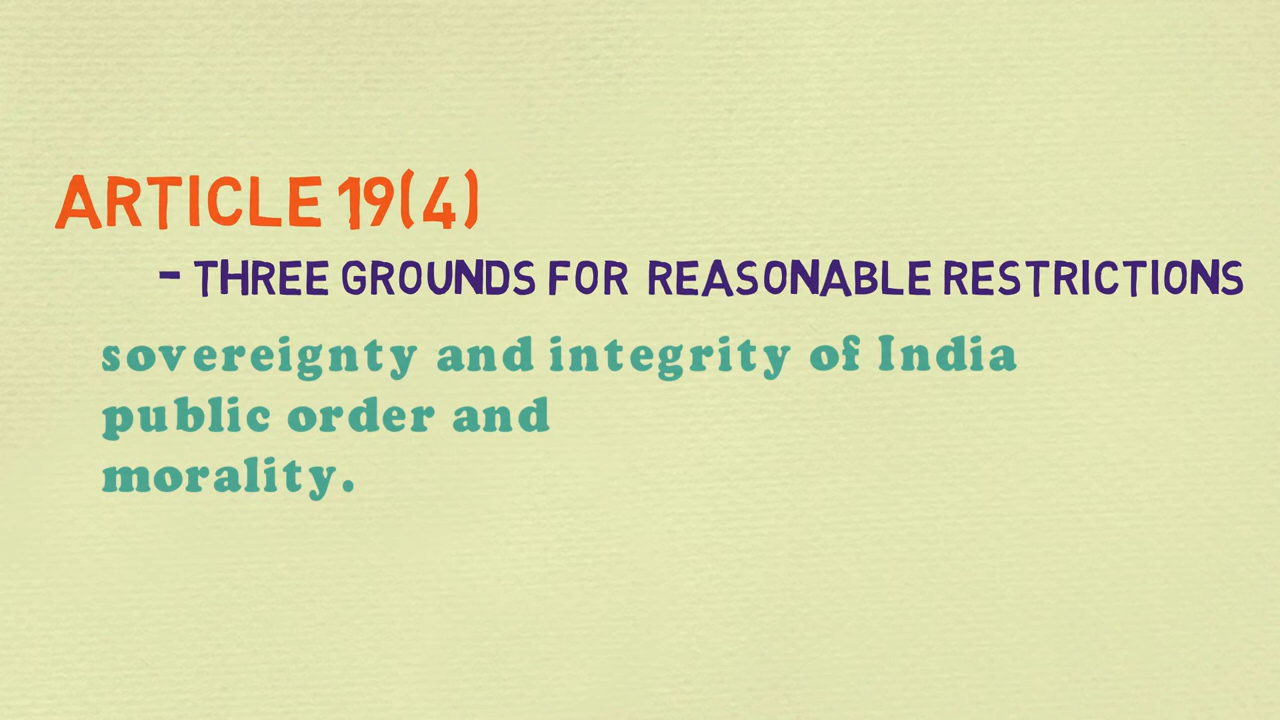 ARTICLE 19(4)
- THREE GROUNDS FOR REASONABLE RESTRICTIONS
sovereignty and integrity of India
public order and
morality.